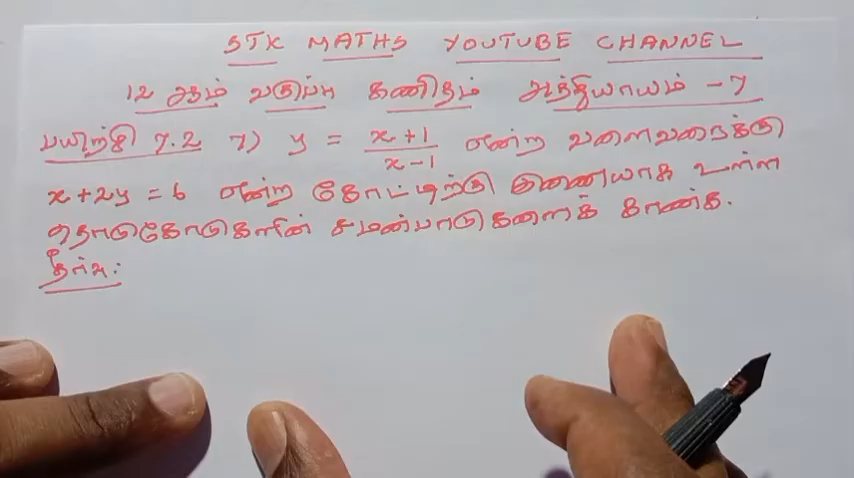 STK MATHS YOUTUBE CHANNEL
12 ஆம் வகுப்பு கணிதம் அத்தியாயம் - 7
பயிற்சி 7.2 7) y = x+1/x-1 என்ற வளைவரைக்கு
x+2y = 6 என்ற கோட்டிற்கு இணையாக உள்ள
தொடுகோடுகளின் சமன்பாடுகளைக் காண்க.
தீர்வு: